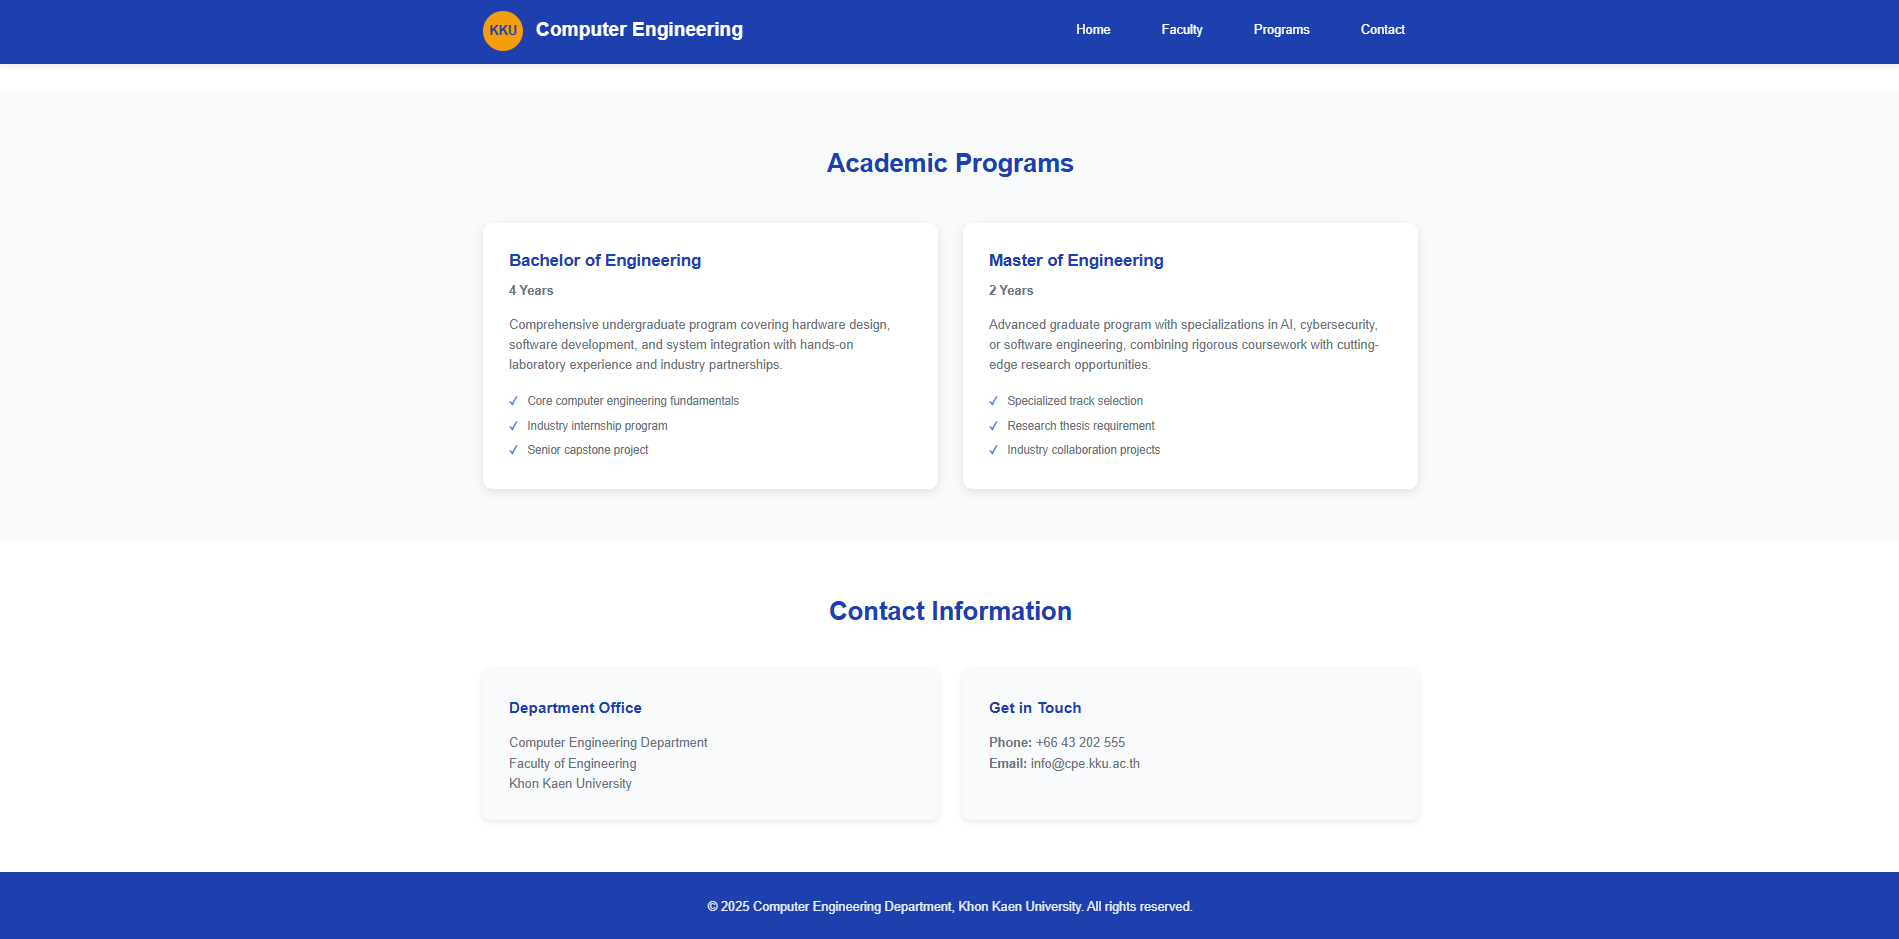 KKU Computer Engineering Home Faculty Programs Contact
Academic Programs
Bachelor of Engineering
4 Years
Comprehensive undergraduate program covering hardware design,
software development, and system integration with hands-on
laboratory experience and industry partnerships.
✓ Core computer engineering fundamentals
✓ Industry internship program
✓ Senior capstone project
Master of Engineering
2 Years
Advanced graduate program with specializations in AI, cybersecurity,
or software engineering, combining rigorous coursework with cutting-
edge research opportunities.
✓ Specialized track selection
✓ Research thesis requirement
✓ Industry collaboration projects
Contact Information
Department Office
Computer Engineering Department
Faculty of Engineering
Khon Kaen University
Get in Touch
Phone: +66 43 202 555
Email: info@cpe.kku.ac.th
© 2025 Computer Engineering Department, Khon Kaen University. All rights reserved.